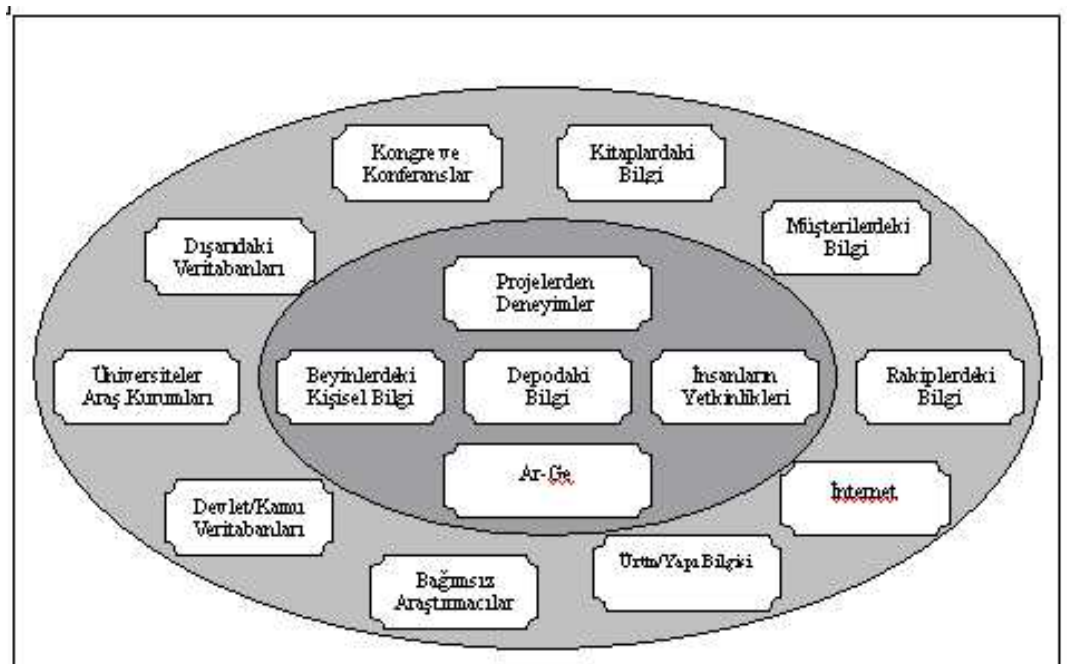 Kongre ve
Konferanslar
Kitaplardaki
Bilgi
Müşterilerdeki
Bilgi
Dışarıdaki
Veritabanları
Projelerden
Deneyimler
Üniversiteler
Araş.Kurumları
Beyinlerdeki
Kişisel Bilgi
Depodaki
Bilgi
İnsanların
Yetkinlikleri
Rakiplerdeki
Bilgi
Ar-Ge
İnternet
Devlet/Kamu
Veritabanları
Ürün/Yapı Bilgisi
Bağımsız
Araştırmacılar